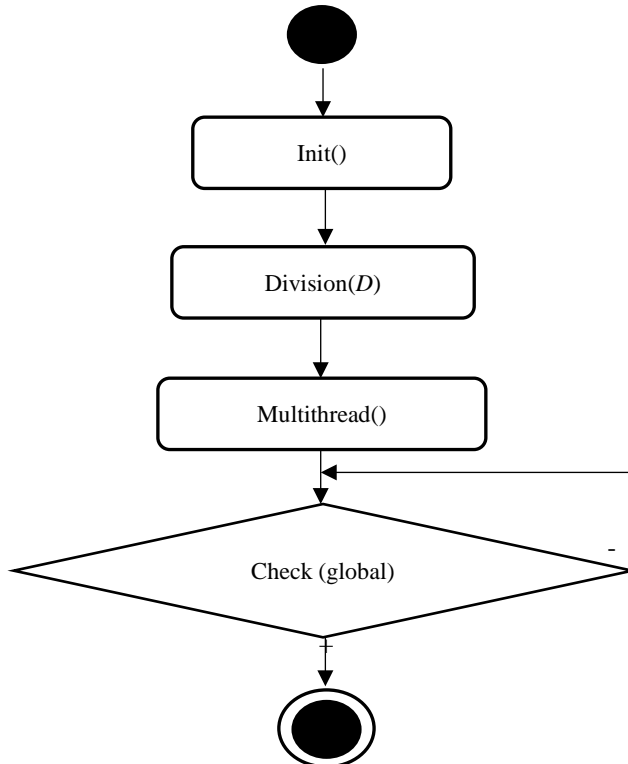 Init()
Division(D)
Multithread()
-
Check (global)
+